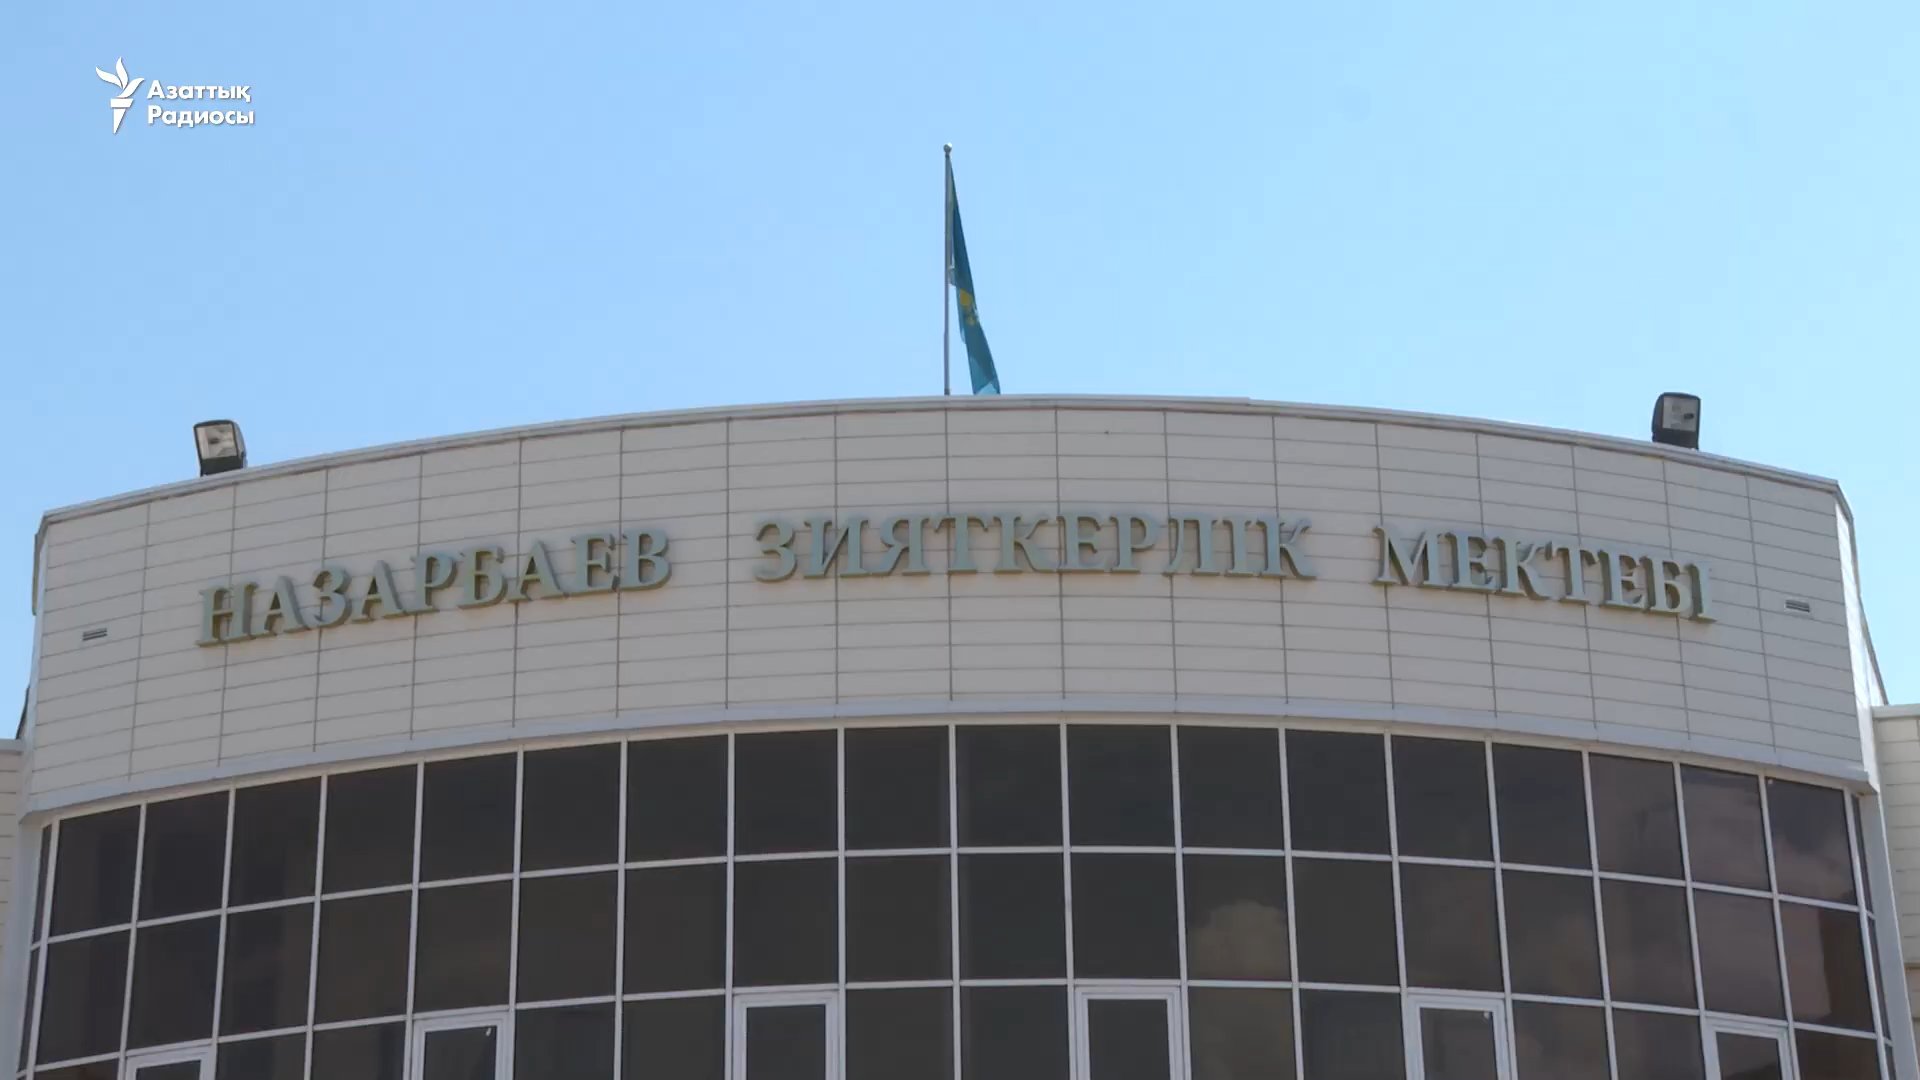 Азаттық
Радиосы
НАЗАРБАЕВ ЗИЯТКЕРЛІК МЕКТЕБІ